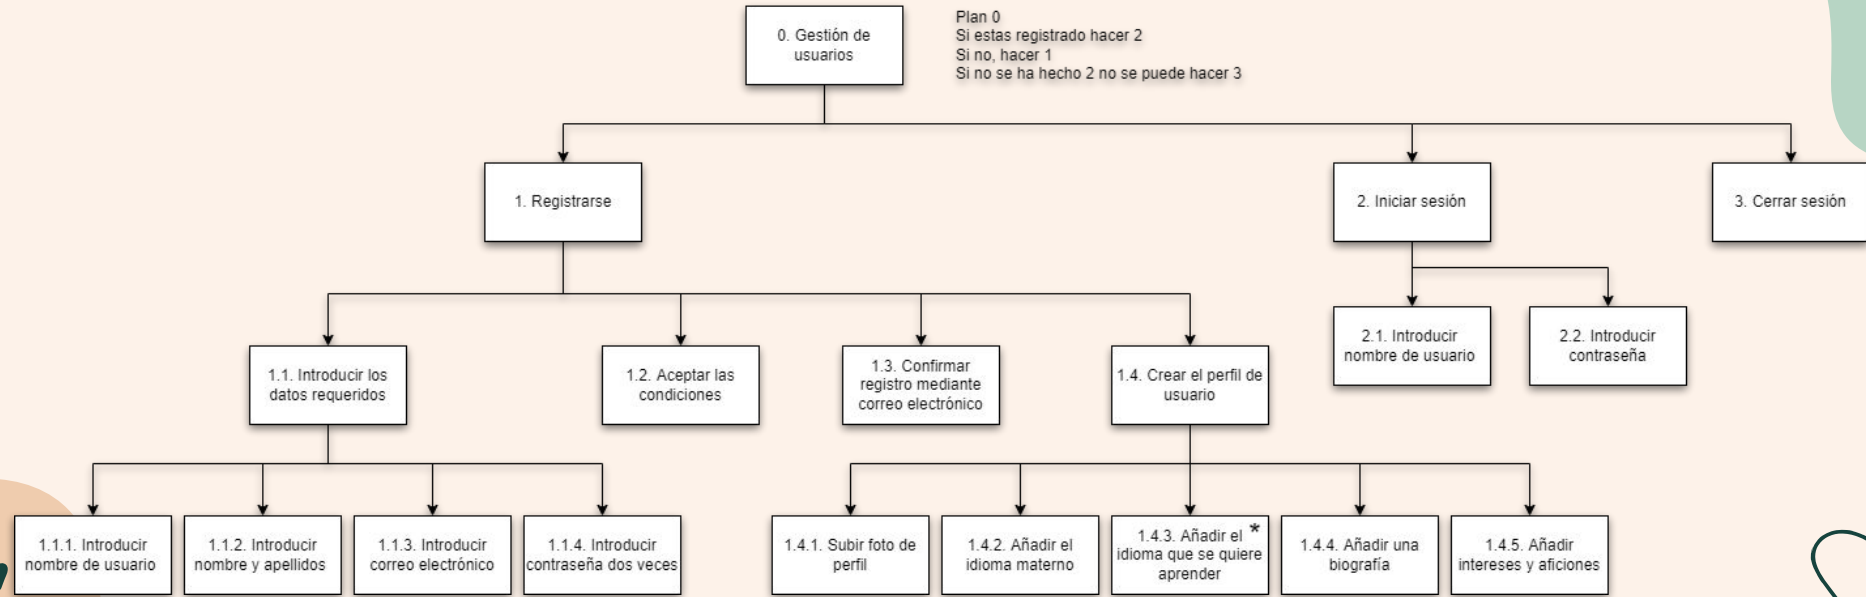 0. Gestión de
usuarios
Plan 0
Si estas registrado hacer 2
Si no, hacer 1
Si no se ha hecho 2 no se puede hacer 3
1. Registrarse
2. Iniciar sesión
3. Cerrar sesión
2.1. Introducir
nombre de usuario
2.2. Introducir
contraseña
1.1. Introducir los
datos requeridos
1.2. Aceptar las
condiciones
1.3. Confirmar
registro mediante
correo electrónico
1.4. Crear el perfil de
usuario
1.1.1. Introducir
nombre de usuario
1.1.2. Introducir
nombre y apellidos
1.1.3. Introducir
correo electrónico
1.1.4. Introducir
contraseña dos veces
1.4.1. Subir foto de
perfil
1.4.2. Añadir el
idioma materno
1.4.3. Añadir el *
idioma que se quiere
aprender
1.4.4. Añadir una
biografía
1.4.5. Añadir
intereses y aficiones